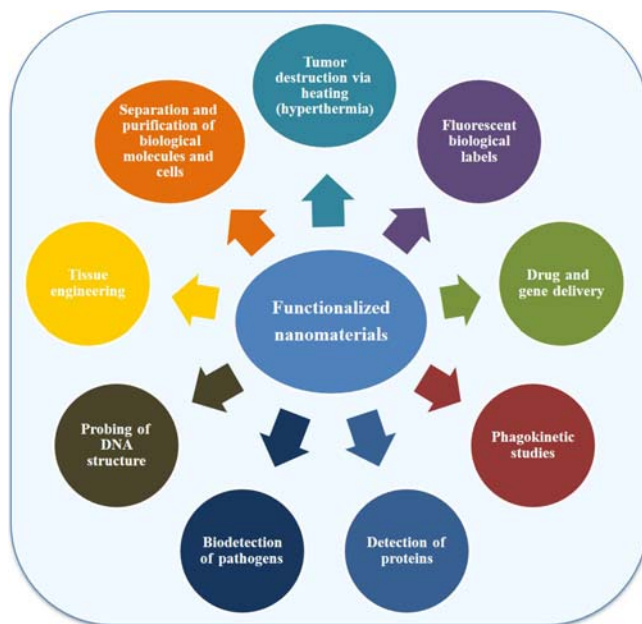 Tumor
destruction via
heating
(hyperthermia)
Fluorescent
biological
labels
Drug and
gene delivery
Phagokinetic
studies
Detection of
proteins
Biodetection
of pathogens
Probing of
DNA
structure
Tissue
engineering
Separation and
purification of
biological
molecules and
cells
Functionalized
nanomaterials